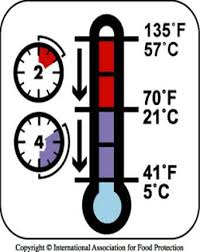 135°F
57°C
2
70°F
21°C
4
41°F
5°C
Copyright © International Association for Food Protection